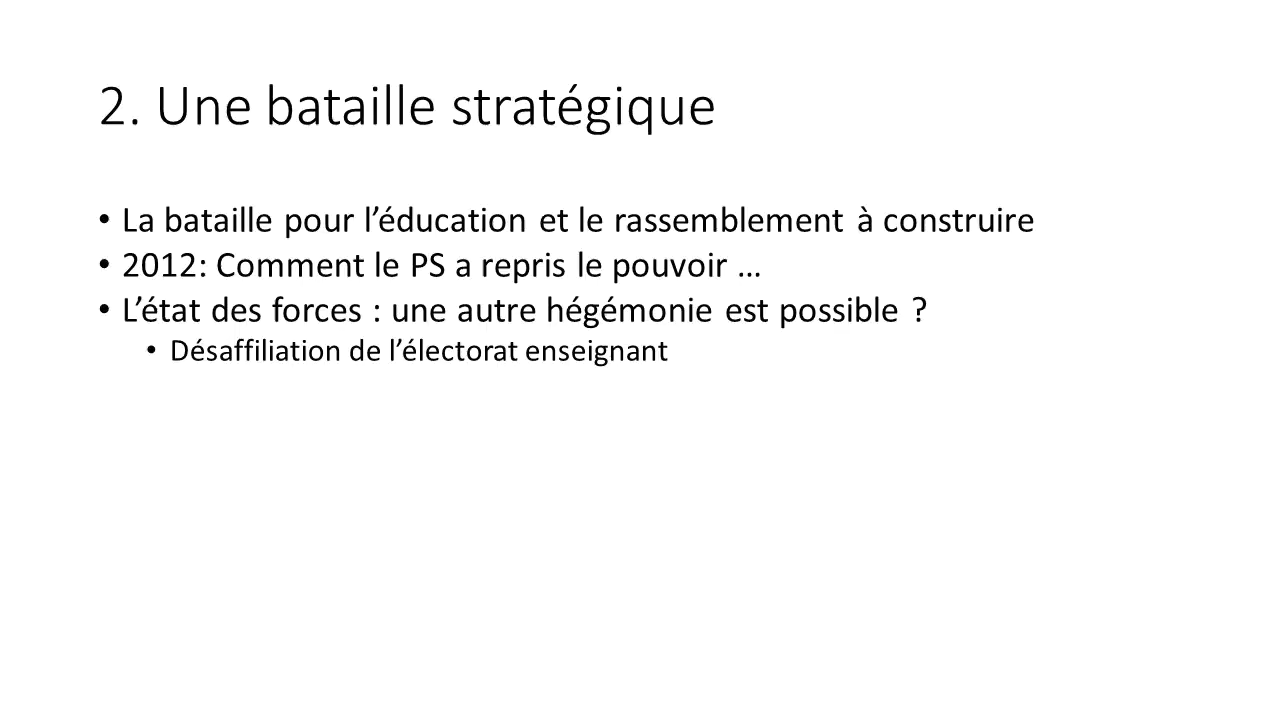 2. Une bataille stratégique
• La bataille pour l’éducation et le rassemblement à construire
• 2012: Comment le PS a repris le pouvoir …
• L’état des forces : une autre hégémonie est possible ?
• Désaffiliation de l’électorat enseignant